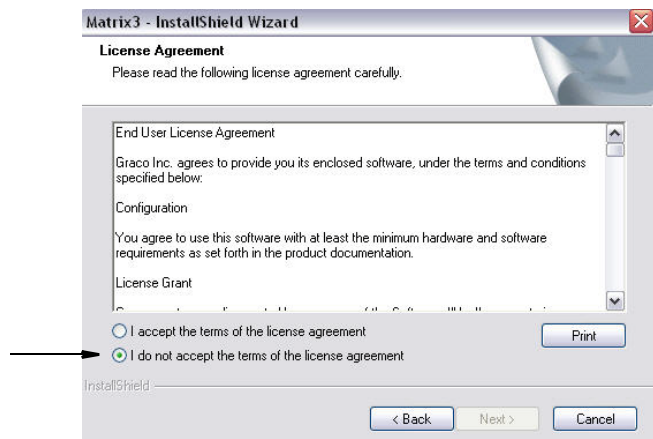 Matrix3 - InstallShield Wizard
License Agreement
Please read the following license agreement carefully.
End User License Agreement
Graco Inc. agrees to provide you its enclosed software, under the terms and conditions
specified below:
Configuration
You agree to use this software with at least the minimum hardware and software
requirements as set forth in the product documentation.
License Grant
I accept the terms of the license agreement
Print
I do not accept the terms of the license agreement
InstallShield
< Back
Next >
Cancel